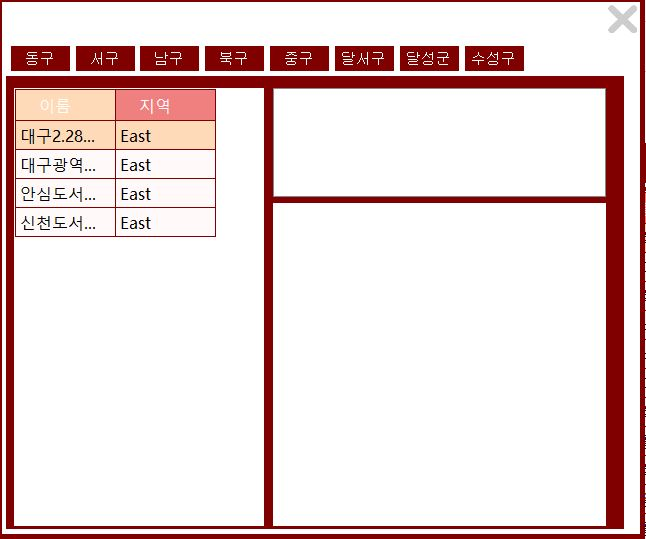 동구 서구 남구 북구 중구 달서구 달성군 수성구
이름 지역
대구2.28... East
대구광역... East
안심도서... East
신천도서... East